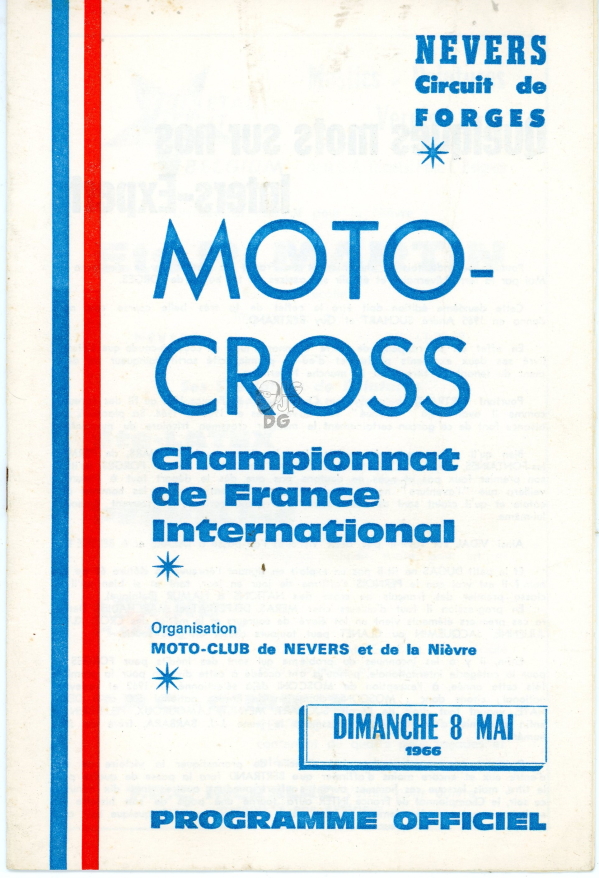 NEVERS
Circuit de
FORGES
MOTO-
CROSS
DG
Championnat
de France
International
Organisation
MOTO-CLUB de NEVERS et de la Nièvre
DIMANCHE 8 MAI
1966
PROGRAMME OFFICIEL